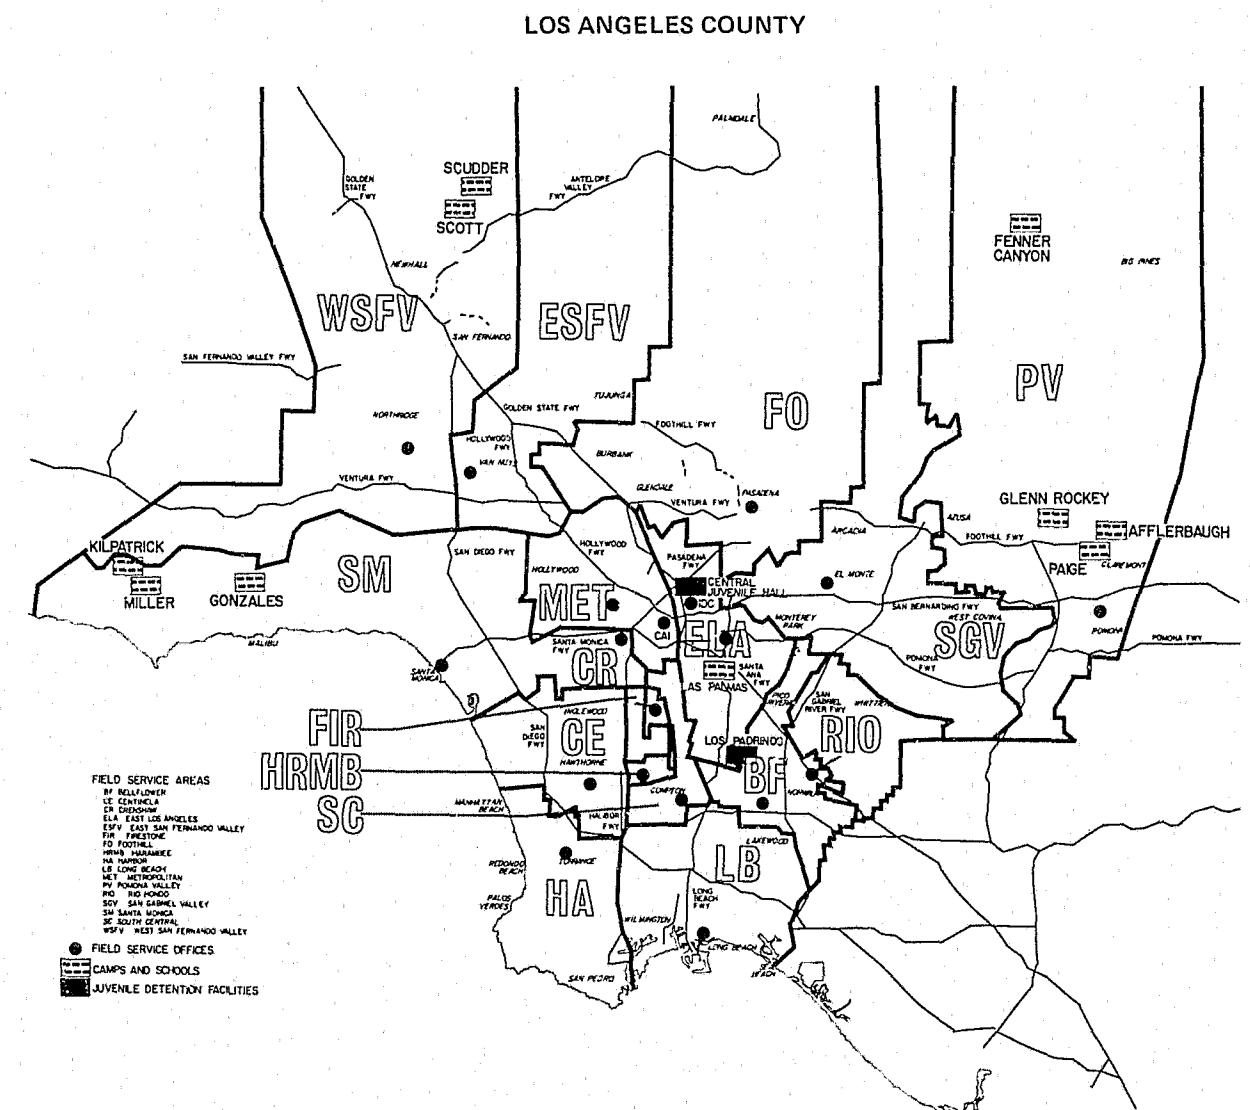 LOS ANGELES COUNTY
PALMDALE
SCUDDER
GOLDEN
STATE
FWY
ANTELOPE
VALLEY
FWY
SCOTT
FENNER
CANYON
BIG PINES
NEWHALL
WSFV
ESFV
SAN FERNANDO
SAN FERNANDO VALLEY FWY
PV
TUJUNGA
FO
GOLDEN STATE FWY
NORTHRIDGE
FOOTHILL FWY
HOLLYWOOD
FWY
BURBANK
VAN NUYS
VENTURA FWY
GLENDALE
PASADENA
VENTURA FWY
GLENN ROCKEY
AZUSA
ARCADIA
AFFLERBAUGH
FOOTHILL FWY
KILPATRICK
HOLLYWOOD
FWY
SAN DIEGO FWY
PASADENA
FWY
PAIGE
CLAREMONT
SM
HOLLYWOOD
EL MONTE
CENTRAL
JUVENILE HALL
MILLER
GONZALES
MET
IDC
SAN BERNARDINO FWY
WEST COVINA
CAI
MONTEREY
PARK
SGV
POMONA
POMONA FWY
MALIBU
SANTA MONICA
FWY
ELA
CR
POMONA
FWY
SANTA
MONICA
SANTA
ANA
FWY
AS PALMAS
PICO
RIVERA
SAN
GABRIEL
RIVER FWY
WHITTIER
FIR
INGLEWOOD
SAN
DIEGO
FWY
CE
RIO
LOS PADRINOS
HAWTHORNE
HRMB
BF
FIELD SERVICE AREAS
BF BELLFLOWER
CE CENTINELA
CR CRENSHAW
ELA EAST LOS ANGELES
ESFV EAST SAN FERNANDO VALLEY
FIR FIRESTONE
FO FOOTHILL
HRMB HARAMBEE
HA HARBOR
LB LONG BEACH
MET METROPOLITAN
PV POMONA VALLEY
RIO RIO HONDO
SGV SAN GABRIEL VALLEY
SM SANTA MONICA
SC SOUTH CENTRAL
WSFV WEST SAN FERNANDO VALLEY
COMPTON
NORWALK
SC
MANHATTAN
BEACH
HARBOR
FWY
LAKEWOOD
REDONDO
BEACH
TORRANCE
LB
HA
PALOS
VERDES
LONG
BEACH
FWY
WILMINGTON
LONG BEACH
BEACH
SAN PEDRO
FIELD SERVICE OFFICES
CAMPS AND SCHOOLS
JUVENILE DETENTION FACILITIES